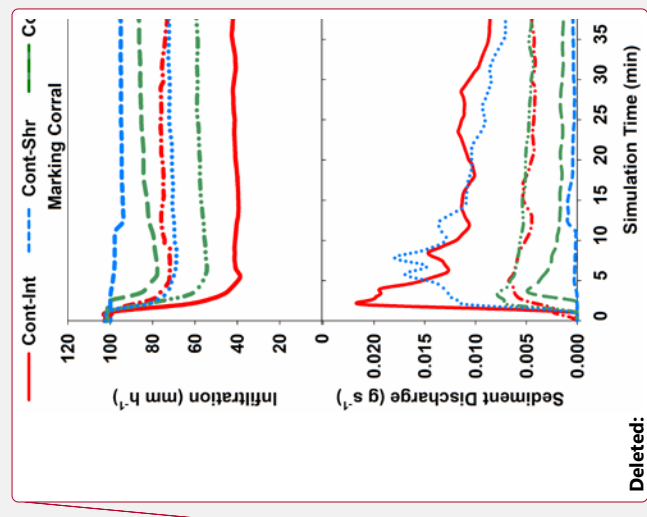 Cont-Int Cont-Shr
Marking Corral
120
100
80
60
40
20
0
Infiltration (mm h⁻¹)
0.020
0.015
0.010
0.005
0.000
Sediment Discharge (g s⁻¹)
0 5 10 15 20 25 30 35
Simulation Time (min)
Deleted: